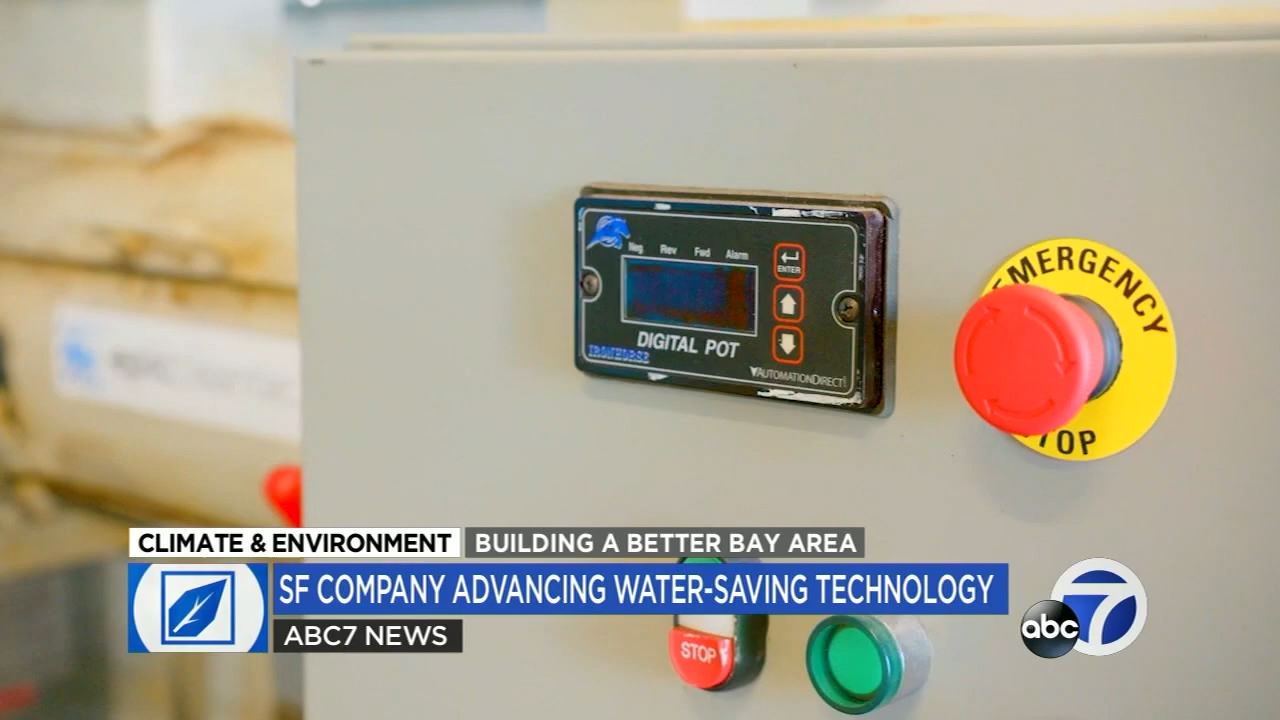 Neg Rev Fwd Alarm
ENTER
DIGITAL POT
IRONHORSE
AUTOMATIONDIRECT
EMERGENCY
STOP
CLIMATE & ENVIRONMENT
BUILDING A BETTER BAY AREA
SF COMPANY ADVANCING WATER-SAVING TECHNOLOGY
ABC7 NEWS
abc 7
STOP